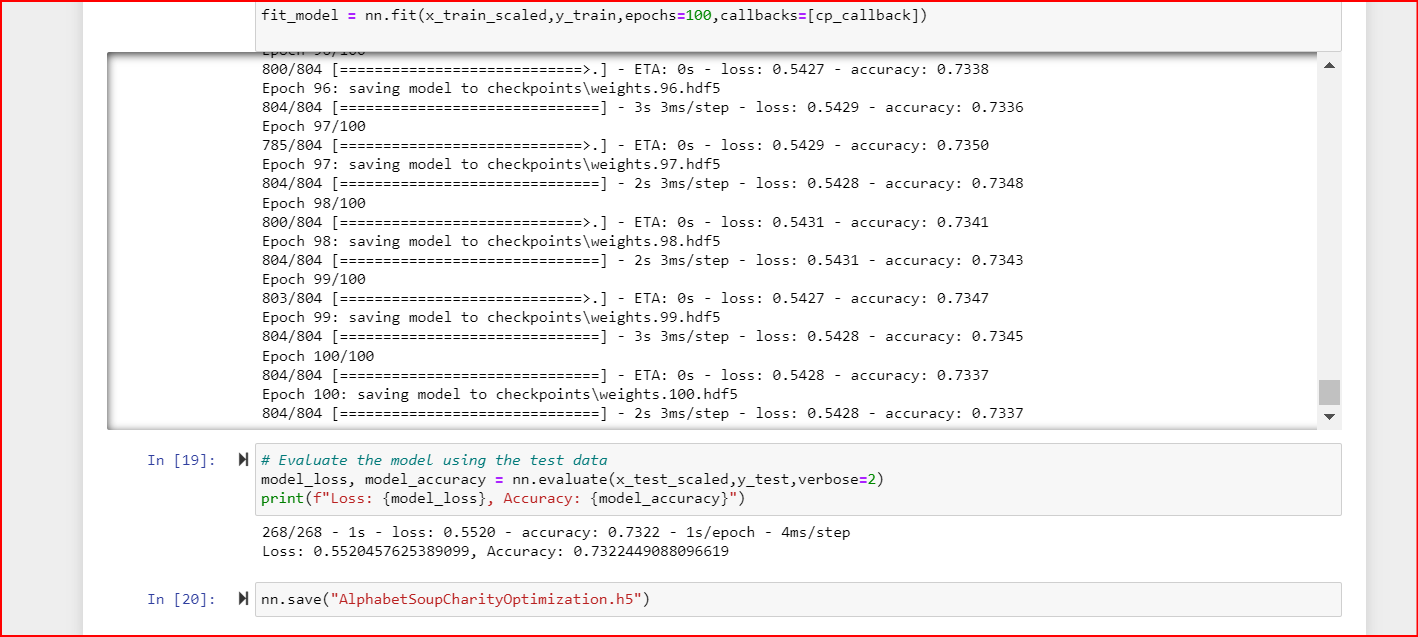 fit_model = nn.fit(x_train_scaled,y_train,epochs=100,callbacks=[cp_callback])
Epoch 96/100
800/804 [============================>.] - ETA: 0s - loss: 0.5427 - accuracy: 0.7338
Epoch 96: saving model to checkpoints\weights.96.hdf5
804/804 [==============================] - 3s 3ms/step - loss: 0.5429 - accuracy: 0.7336
Epoch 97/100
785/804 [============================>.] - ETA: 0s - loss: 0.5429 - accuracy: 0.7350
Epoch 97: saving model to checkpoints\weights.97.hdf5
804/804 [==============================] - 2s 3ms/step - loss: 0.5428 - accuracy: 0.7348
Epoch 98/100
800/804 [============================>.] - ETA: 0s - loss: 0.5431 - accuracy: 0.7341
Epoch 98: saving model to checkpoints\weights.98.hdf5
804/804 [==============================] - 2s 3ms/step - loss: 0.5431 - accuracy: 0.7343
Epoch 99/100
803/804 [============================>.] - ETA: 0s - loss: 0.5427 - accuracy: 0.7347
Epoch 99: saving model to checkpoints\weights.99.hdf5
804/804 [==============================] - 3s 3ms/step - loss: 0.5428 - accuracy: 0.7345
Epoch 100/100
804/804 [==============================] - ETA: 0s - loss: 0.5428 - accuracy: 0.7337
Epoch 100: saving model to checkpoints\weights.100.hdf5
804/804 [==============================] - 2s 3ms/step - loss: 0.5428 - accuracy: 0.7337
In [19]: # Evaluate the model using the test data
model_loss, model_accuracy = nn.evaluate(x_test_scaled,y_test,verbose=2)
print(f"Loss: {model_loss}, Accuracy: {model_accuracy}")
268/268 - 1s - loss: 0.5520 - accuracy: 0.7322 - 1s/epoch - 4ms/step
Loss: 0.5520457625389099, Accuracy: 0.7322449088096619
In [20]: nn.save("AlphabetSoupCharityOptimization.h5")